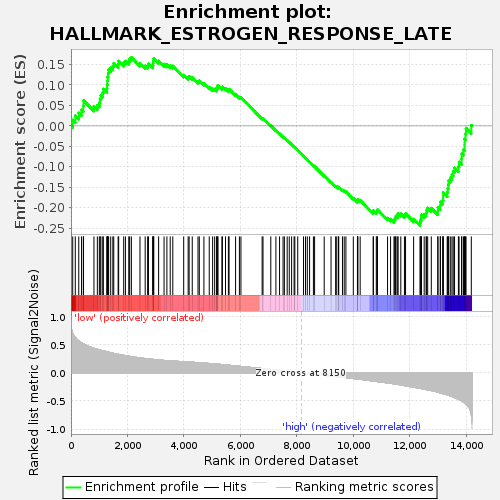 Enrichment plot:
HALLMARK_ESTROGEN_RESPONSE_LATE
Enrichment score (ES)
0.15
0.10
0.05
0.00
-0.05
-0.10
-0.15
-0.20
-0.25
'low' (positively correlated)
Ranked list metric (Signal2Noise)
1.0
0.5
0.0
-0.5
-1.0
Zero cross at 8150
'high' (negatively correlated)
0
2,000
4,000
6,000
8,000
10,000
12,000
14,000
Rank in Ordered Dataset
Enrichment profile
Hits
Ranking metric scores